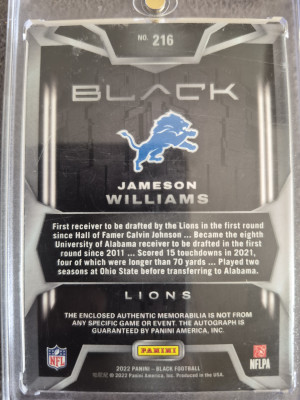 NO. 216
BLACK
JAMESON
WILLIAMS
First receiver to be drafted by the Lions in the first round
since Hall of Famer Calvin Johnson ... Became the eighth
University of Alabama receiver to be drafted in the first
round since 2011 ... Scored 15 touchdowns in 2021,
four of which were longer than 70 yards ... Played two
seasons at Ohio State before transferring to Alabama.
LIONS
THE ENCLOSED AUTHENTIC MEMORABILIA IS NOT FROM
ANY SPECIFIC GAME OR EVENT. THE AUTOGRAPH IS
GUARANTEED BY PANINI AMERICA, INC.
NFL
PANINI
NFLPA
2022 PANINI - BLACK FOOTBALL
© 2022 Panini America, Inc. Produced in the USA.